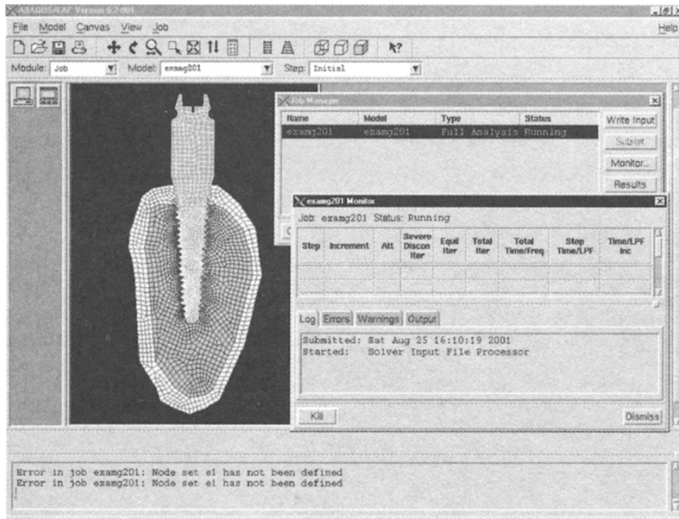 ABAQUS/CAE Version 6.2-001
File Model Canvas View Job Help
Module: Job Model: examg201 Step: Initial
Job Manager
Name Model Type Status
examg201 examg201 Full Analysis Running
Write Input
Submit
Monitor...
Results
examg201 Monitor
Job: examg201 Status: Running
Step Increment Att Severe Discon Iter Equil Iter Total Iter Total Time/Freq Step Time/LPF Time/LPF Inc
Log Errors Warnings Output
Submitted: Sat Aug 25 16:10:19 2001
Started: Solver Input File Processor
Kill Dismiss
Error in job examg201: Node set e1 has not been defined
Error in job examg201: Node set e1 has not been defined